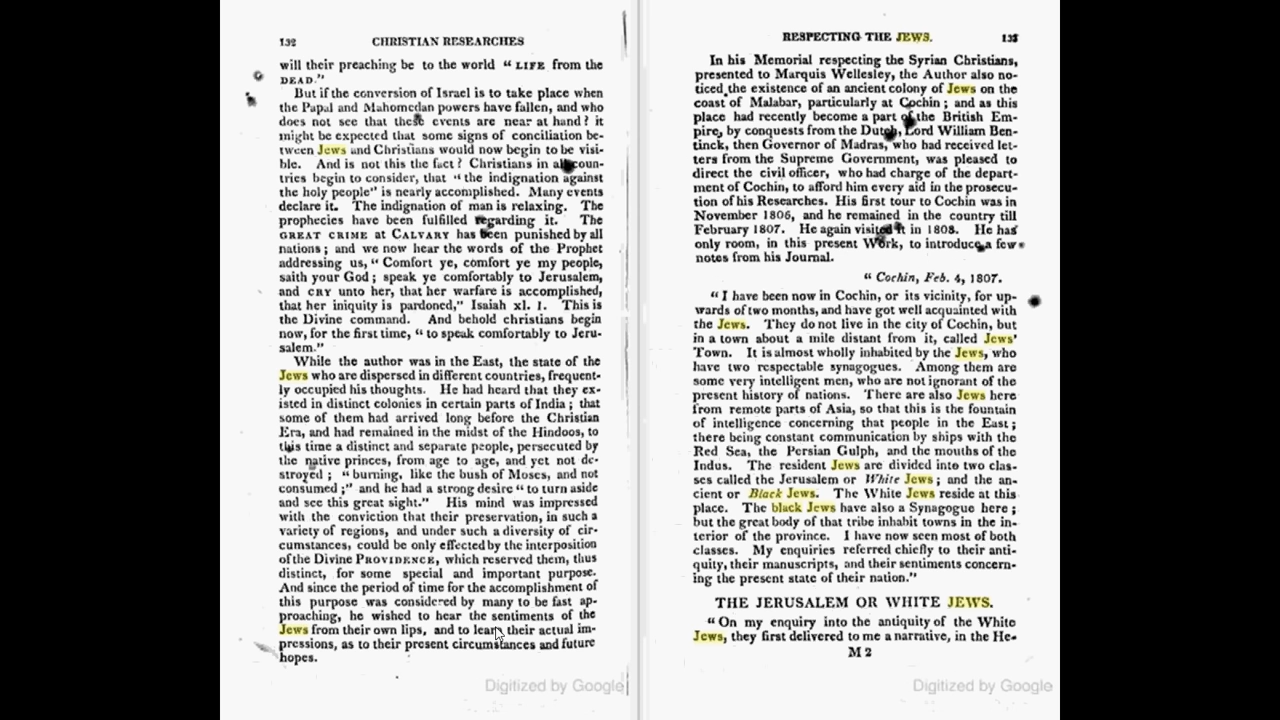 132 CHRISTIAN RESEARCHES
will their preaching be to the world “ LIFE from the
DEAD.”
But if the conversion of Israel is to take place when
the Papal and Mahomedan powers have fallen, and who
does not see that these events are near at hand ? it
might be expected that some signs of conciliation be-
tween Jews and Christians would now begin to be visi-
ble. And is not this the fact ? Christians in all coun-
tries begin to consider, that “ the indignation against
the holy people” is nearly accomplished. Many events
declare it. The indignation of man is relaxing. The
prophecies have been fulfilled regarding it. The
GREAT CRIME at CALVARY has been punished by all
nations ; and we now hear the words of the Prophet
addressing us, “ Comfort ye, comfort ye my people,
saith your God ; speak ye comfortably to Jerusalem,
and CRY unto her, that her warfare is accomplished,
that her iniquity is pardoned,” Isaiah xl. 1. This is
the Divine command. And behold christians begin
now, for the first time, “ to speak comfortably to Jeru-
salem.”
While the author was in the East, the state of the
Jews who are dispersed in different countries, frequent-
ly occupied his thoughts. He had heard that they ex-
isted in distinct colonies in certain parts of India ; that
some of them had arrived long before the Christian
Era, and had remained in the midst of the Hindoos, to
this time a distinct and separate people, persecuted by
the native princes, from age to age, and yet not de-
stroyed ; “ burning, like the bush of Moses, and not
consumed ;” and he had a strong desire “ to turn aside
and see this great sight.” His mind was impressed
with the conviction that their preservation, in such a
variety of regions, and under such a diversity of cir-
cumstances, could be only effected by the interposition
of the Divine PROVIDENCE, which reserved them, thus
distinct, for some special and important purpose.
And since the period of time for the accomplishment of
this purpose was considered by many to be fast ap-
proaching, he wished to hear the sentiments of the
Jews from their own lips, and to learn their actual im-
pressions, as to their present circumstances and future
hopes.
Digitized by Google
RESPECTING THE JEWS. 133
In his Memorial respecting the Syrian Christians,
presented to Marquis Wellesley, the Author also no-
ticed the existence of an ancient colony of Jews on the
coast of Malabar, particularly at Cochin ; and as this
place had recently become a part of the British Em-
pire, by conquests from the Dutch, Lord William Ben-
tinck, then Governor of Madras, who had received let-
ters from the Supreme Government, was pleased to
direct the civil officer, who had charge of the depart-
ment of Cochin, to afford him every aid in the prosecu-
tion of his Researches. His first tour to Cochin was in
November 1806, and he remained in the country till
February 1807. He again visited it in 1808. He has
only room, in this present Work, to introduce a few
notes from his Journal.
“ Cochin, Feb. 4, 1807.
“ I have been now in Cochin, or its vicinity, for up-
wards of two months, and have got well acquainted with
the Jews. They do not live in the city of Cochin, but
in a town about a mile distant from it, called Jews’
Town. It is almost wholly inhabited by the Jews, who
have two respectable synagogues. Among them are
some very intelligent men, who are not ignorant of the
present history of nations. There are also Jews here
from remote parts of Asia, so that this is the fountain
of intelligence concerning that people in the East ;
there being constant communication by ships with the
Red Sea, the Persian Gulph, and the mouths of the
Indus. The resident Jews are divided into two clas-
ses called the Jerusalem or White Jews ; and the an-
cient or Black Jews. The White Jews reside at this
place. The black Jews have also a Synagogue here ;
but the great body of that tribe inhabit towns in the in-
terior of the province. I have now seen most of both
classes. My enquiries referred chiefly to their anti-
quity, their manuscripts, and their sentiments concern-
ing the present state of their nation.”
THE JERUSALEM OR WHITE JEWS.
“ On my enquiry into the antiquity of the White
Jews, they first delivered to me a narrative, in the He-
M 2
Digitized by Google